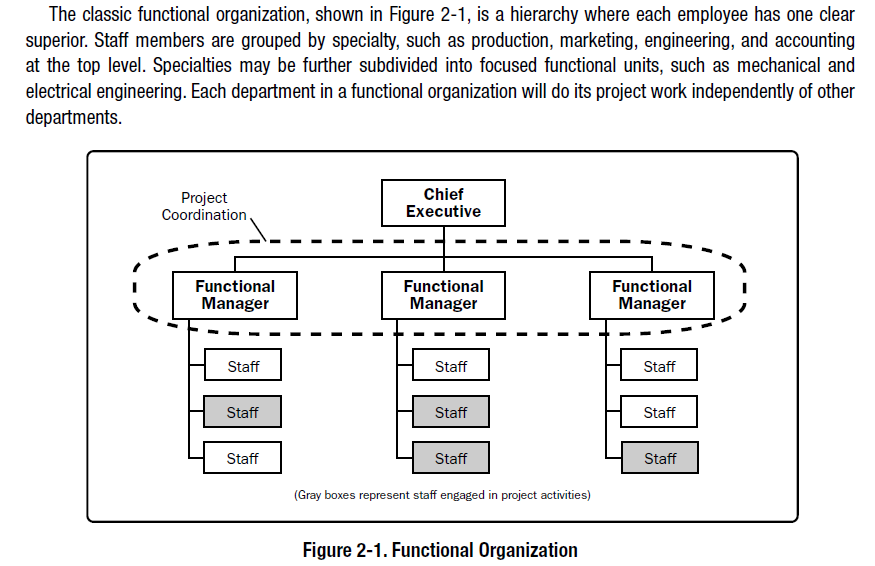 The classic functional organization, shown in Figure 2-1, is a hierarchy where each employee has one clear
superior. Staff members are grouped by specialty, such as production, marketing, engineering, and accounting
at the top level. Specialties may be further subdivided into focused functional units, such as mechanical and
electrical engineering. Each department in a functional organization will do its project work independently of other
departments.
Project
Coordination
Chief
Executive
Functional
Manager
Functional
Manager
Functional
Manager
Staff
Staff
Staff
Staff
Staff
Staff
Staff
Staff
Staff
(Gray boxes represent staff engaged in project activities)
Figure 2-1. Functional Organization